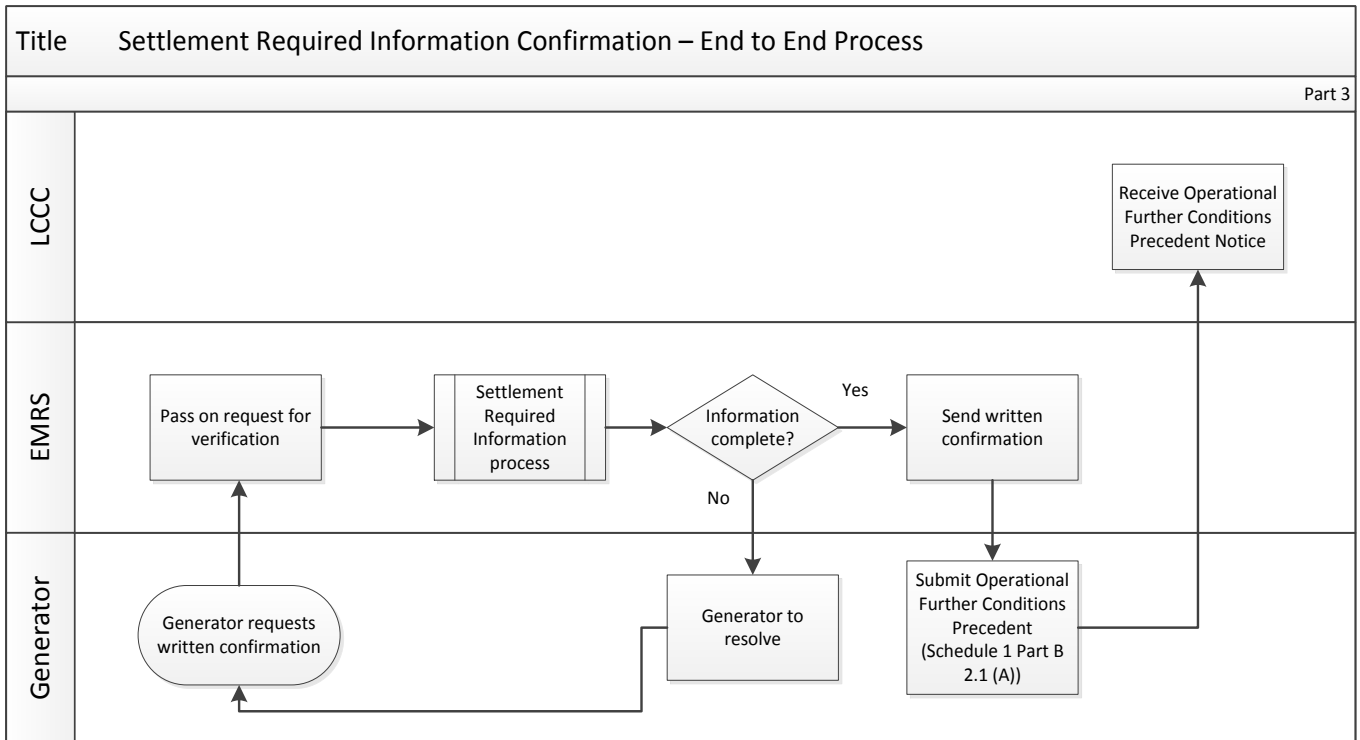 Title Settlement Required Information Confirmation – End to End Process
Part 3
LCCC
Receive Operational
Further Conditions
Precedent Notice
EMRS
Pass on request for
verification
Settlement
Required
Information
process
Information
complete?
Yes
No
Send written
confirmation
Generator
Generator requests
written confirmation
Generator to
resolve
Submit Operational
Further Conditions
Precedent
(Schedule 1 Part B
2.1 (A))